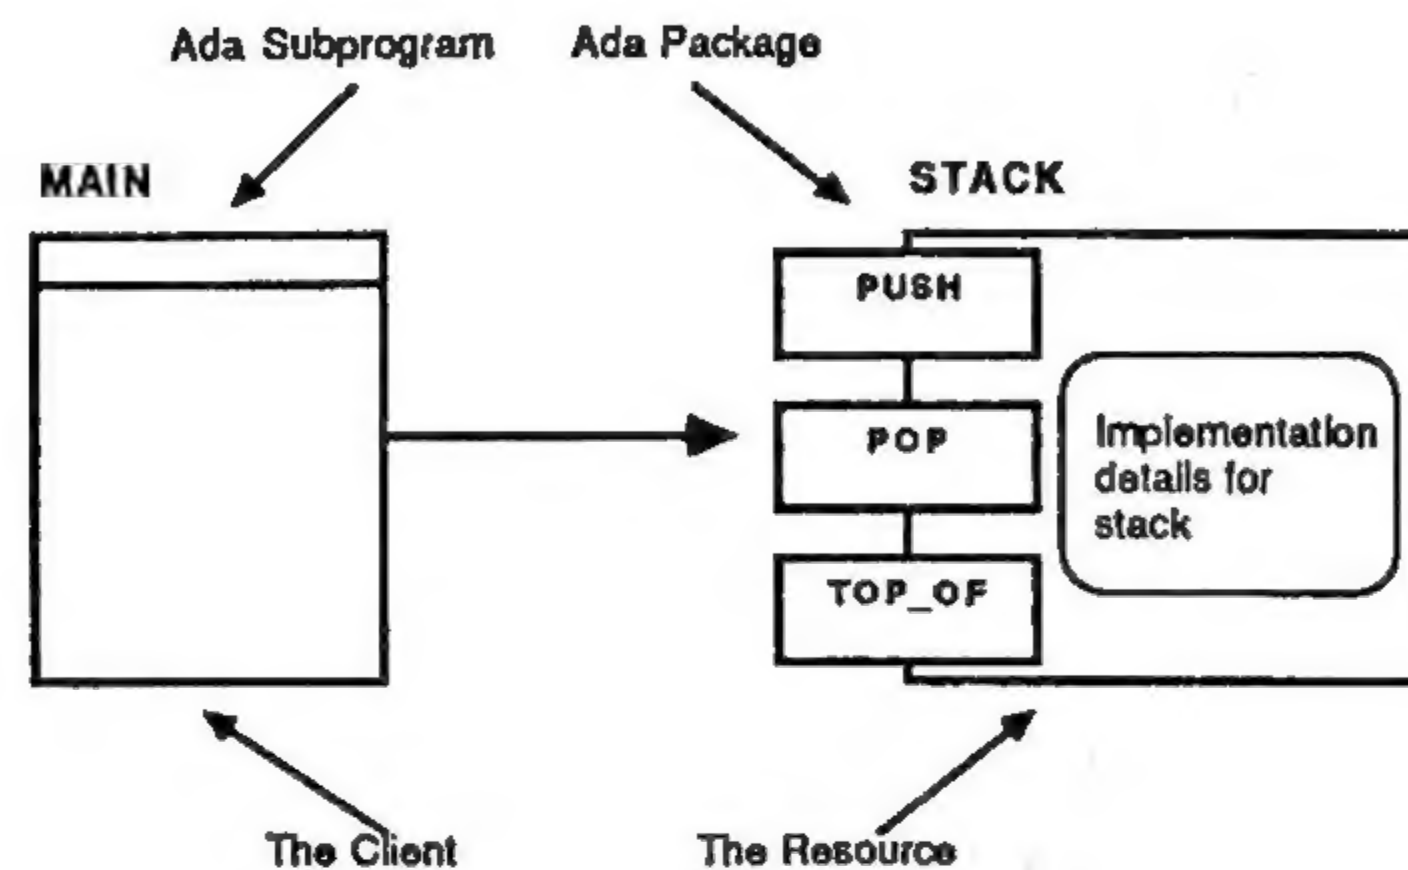 Ada Subprogram
Ada Package
MAIN
STACK
PUSH
POP
TOP_OF
Implementation
details for
stack
The Client
The Resource